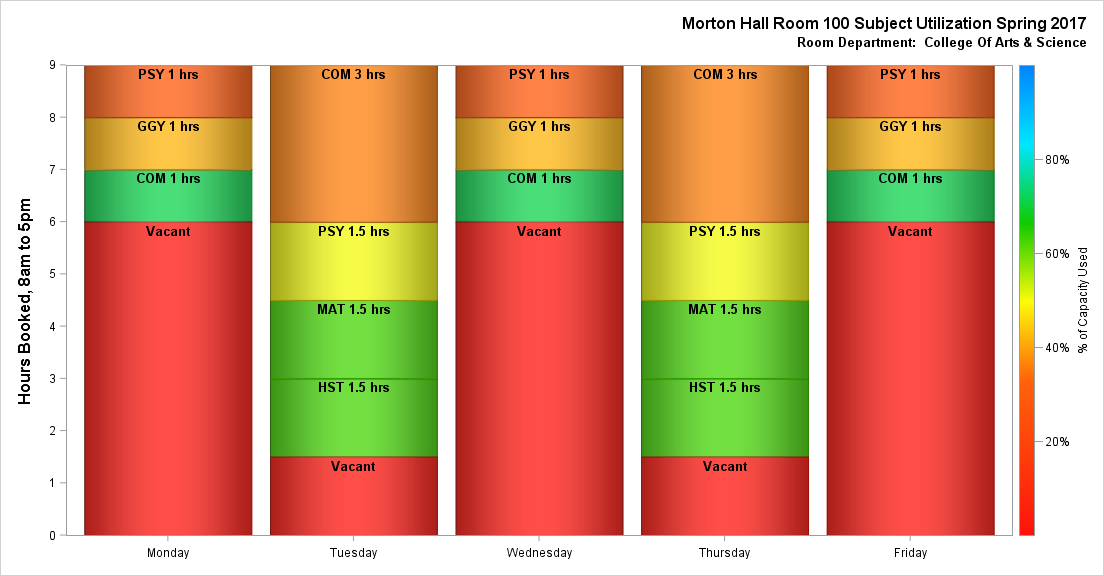 Morton Hall Room 100 Subject Utilization Spring 2017
Room Department:  College Of Arts & Science
Hours Booked, 8am to 5pm
9
8
7
6
5
4
3
2
1
0
PSY 1 hrs
GGY 1 hrs
COM 1 hrs
Vacant
COM 3 hrs
PSY 1.5 hrs
MAT 1.5 hrs
HST 1.5 hrs
Vacant
PSY 1 hrs
GGY 1 hrs
COM 1 hrs
Vacant
COM 3 hrs
PSY 1.5 hrs
MAT 1.5 hrs
HST 1.5 hrs
Vacant
PSY 1 hrs
GGY 1 hrs
COM 1 hrs
Vacant
Monday
Tuesday
Wednesday
Thursday
Friday
80%
60%
40%
20%
% of Capacity Used